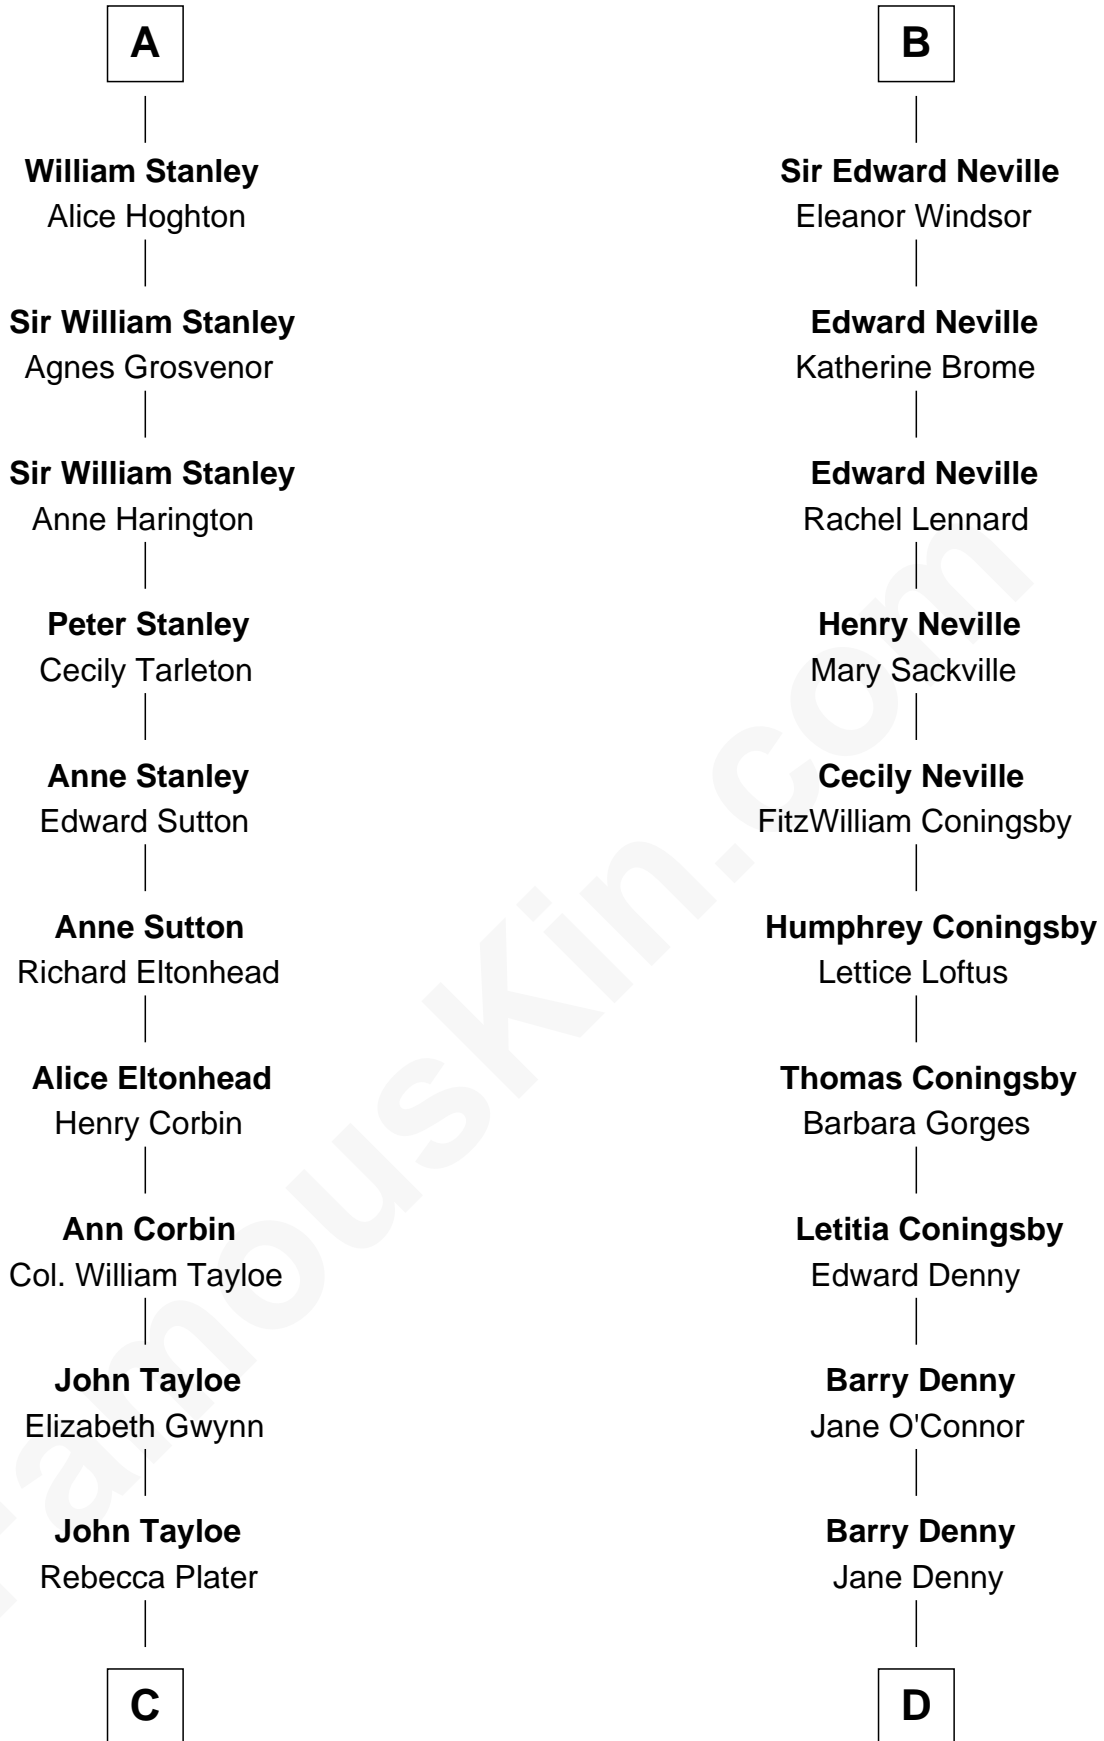 A
William Stanley
Alice Hoghton
Sir William Stanley
Agnes Grosvenor
Sir William Stanley
Anne Harington
Peter Stanley
Cecily Tarleton
Anne Stanley
Edward Sutton
Anne Sutton
Richard Eltonhead
Alice Eltonhead
Henry Corbin
Ann Corbin
Col. William Tayloe
John Tayloe
Elizabeth Gwynn
John Tayloe
Rebecca Plater
C
B
Sir Edward Neville
Eleanor Windsor
Edward Neville
Katherine Brome
Edward Neville
Rachel Lennard
Henry Neville
Mary Sackville
Cecily Neville
FitzWilliam Coningsby
Humphrey Coningsby
Lettice Loftus
Thomas Coningsby
Barbara Gorges
Letitia Coningsby
Edward Denny
Barry Denny
Jane O'Connor
Barry Denny
Jane Denny
D
FamousKin.com